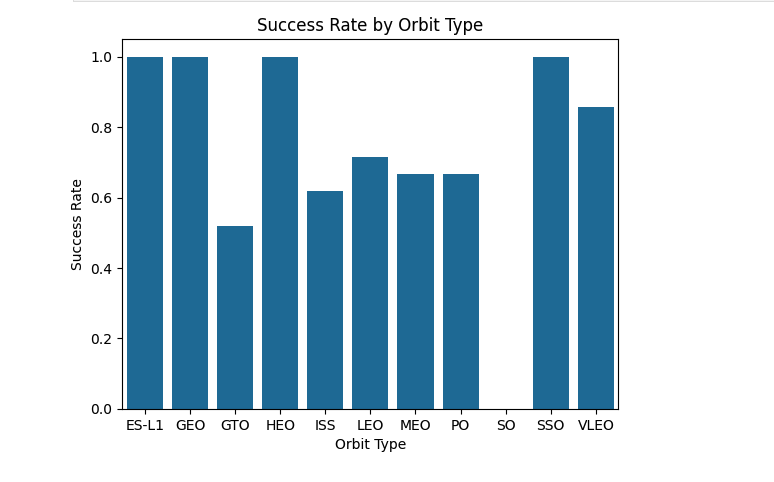 Success Rate by Orbit Type
1.0
0.8
0.6
0.4
0.2
0.0
Success Rate
ES-L1 GEO GTO HEO ISS LEO MEO PO SO SSO VLEO
Orbit Type